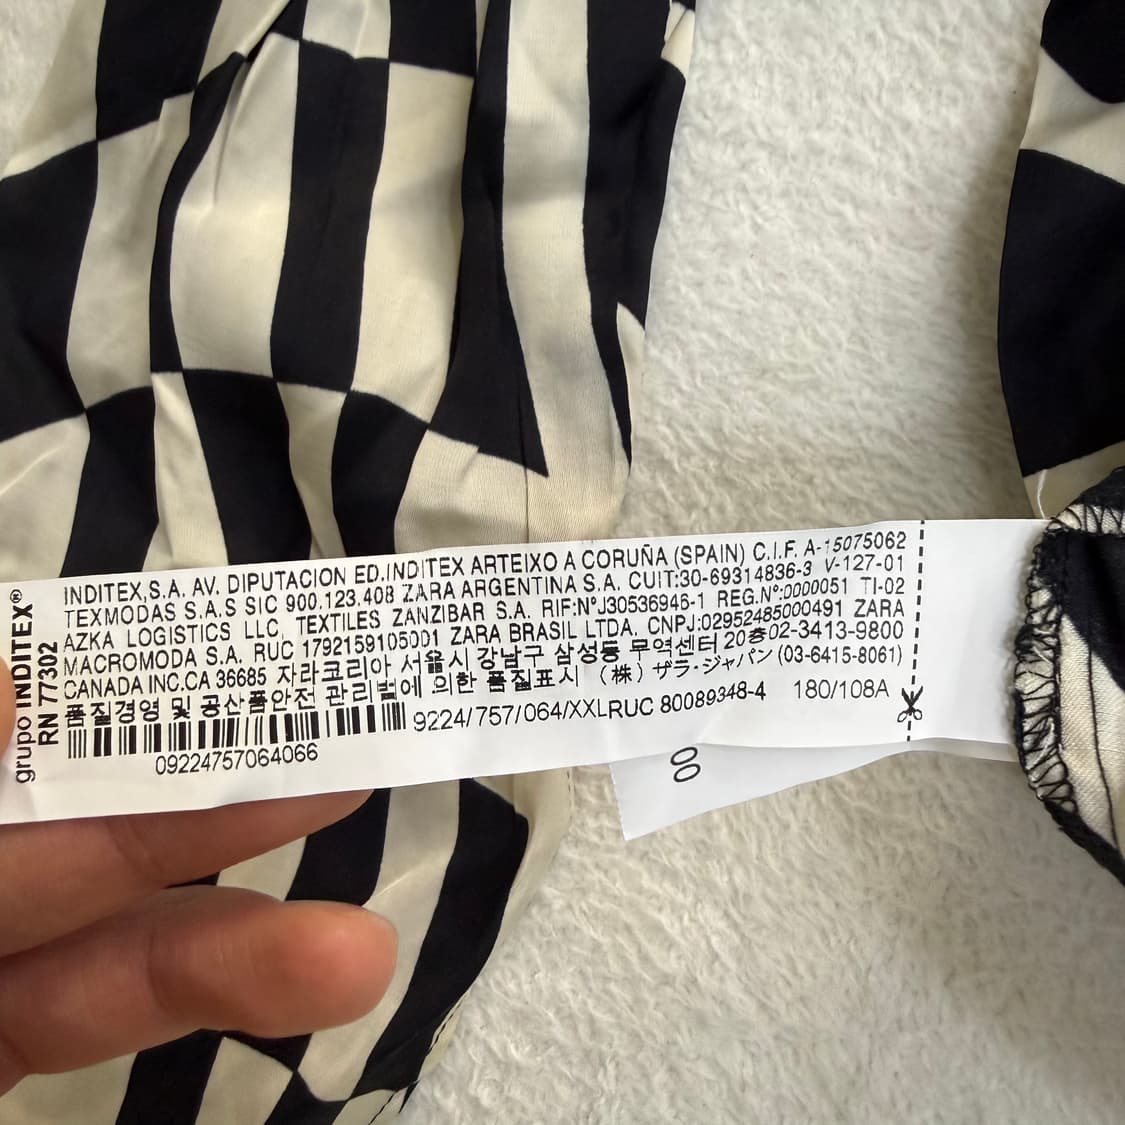 grupo INDITEX®
RN 77302
INDITEX,S.A. AV. DIPUTACION ED.INDITEX ARTEIXO A CORUÑA (SPAIN) C.I.F. A-15075062
TEXMODAS S.A.S SIC 900.123.408 ZARA ARGENTINA S.A. CUIT:30-69314836-3 V-127-01
AZKA LOGISTICS LLC, TEXTILES ZANZIBAR S.A. RIF:N°J30536946-1 REG.N°:0000051 TI-02
MACROMODA S.A. RUC 1792159105001 ZARA BRASIL LTDA. CNPJ:02952485000491 ZARA
CANADA INC.CA 36685 자라코리아 서울시 강남구 삼성동 무역센터 20층02-3413-9800
품질경영 및 공산품안전 관리법에 의한 품질표시 (株) ザラ・ジャパン (03-6415-8061)
9224/757/064/XXLRUC 80089348-4 180/108A
09224757064066
00